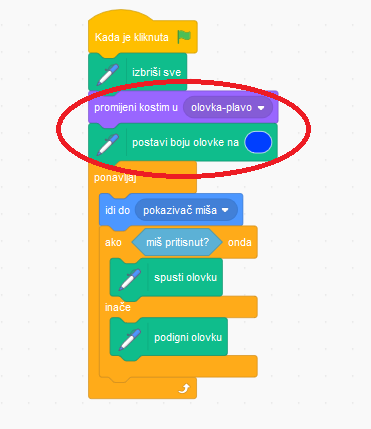 Kada je kliknuta
izbriši sve
promijeni kostim u olovka-plavo
postavi boju olovke na
ponavljaj
idi do pokazivač miša
ako miš pritisnut? onda
spusti olovku
inače
podigni olovku